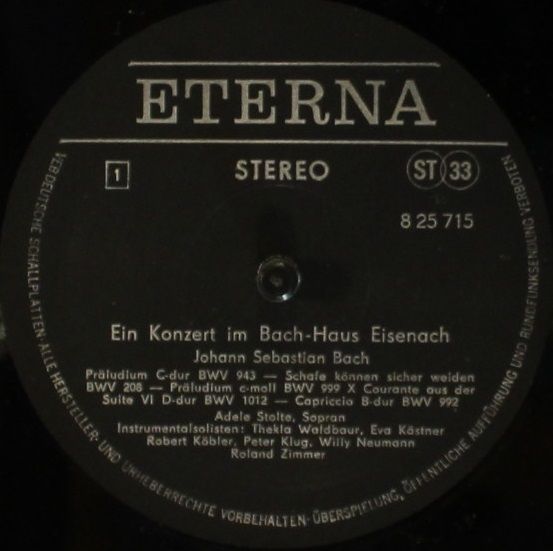 ETERNA
1
STEREO
ST 33
8 25 715
Ein Konzert im Bach-Haus Eisenach
Johann Sebastian Bach
Präludium C-dur BWV 943 — Schafe können sicher weiden
BWV 208 — Präludium c-moll BWV 999 X Courante aus der
Suite VI D-dur BWV 1012 — Capriccio B-dur BWV 992
Adele Stolte, Sopran
Instrumentalsolisten: Thekla Waldbaur, Eva Kästner
Robert Köbler, Peter Klug, Willy Neumann
Roland Zimmer
VEB DEUTSCHE SCHALLPLATTEN · ALLE HERSTELLER- UND URHEBERRECHTE VORBEHALTEN · ÜBERSPIELUNG, ÖFFENTLICHE AUFFÜHRUNG UND RUNDFUNKSENDUNG VERBOTEN